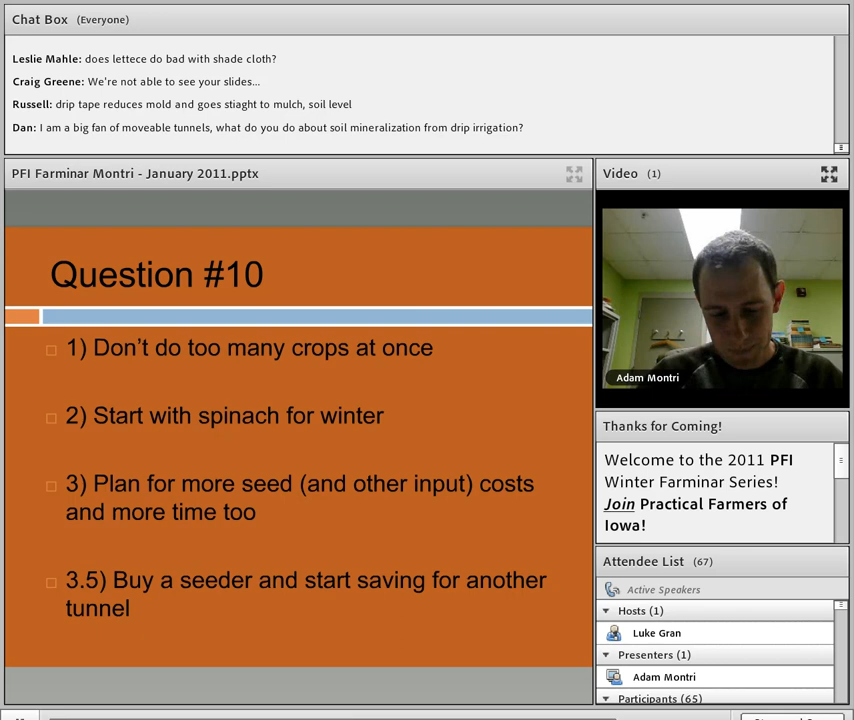 Chat Box (Everyone)
Leslie Mahle: does lettece do bad with shade cloth?
Craig Greene: We're not able to see your slides...
Russell: drip tape reduces mold and goes stiaght to mulch, soil level
Dan: I am a big fan of moveable tunnels, what do you do about soil mineralization from drip irrigation?
PFI Farminar Montri - January 2011.pptx
Question #10
1) Don't do too many crops at once
2) Start with spinach for winter
3) Plan for more seed (and other input) costs
and more time too
3.5) Buy a seeder and start saving for another
tunnel
Video (1)
Adam Montri
Thanks for Coming!
Welcome to the 2011 PFI
Winter Farminar Series!
Join Practical Farmers of
Iowa!
Attendee List (67)
Active Speakers
Hosts (1)
Luke Gran
Presenters (1)
Adam Montri
Participants (65)